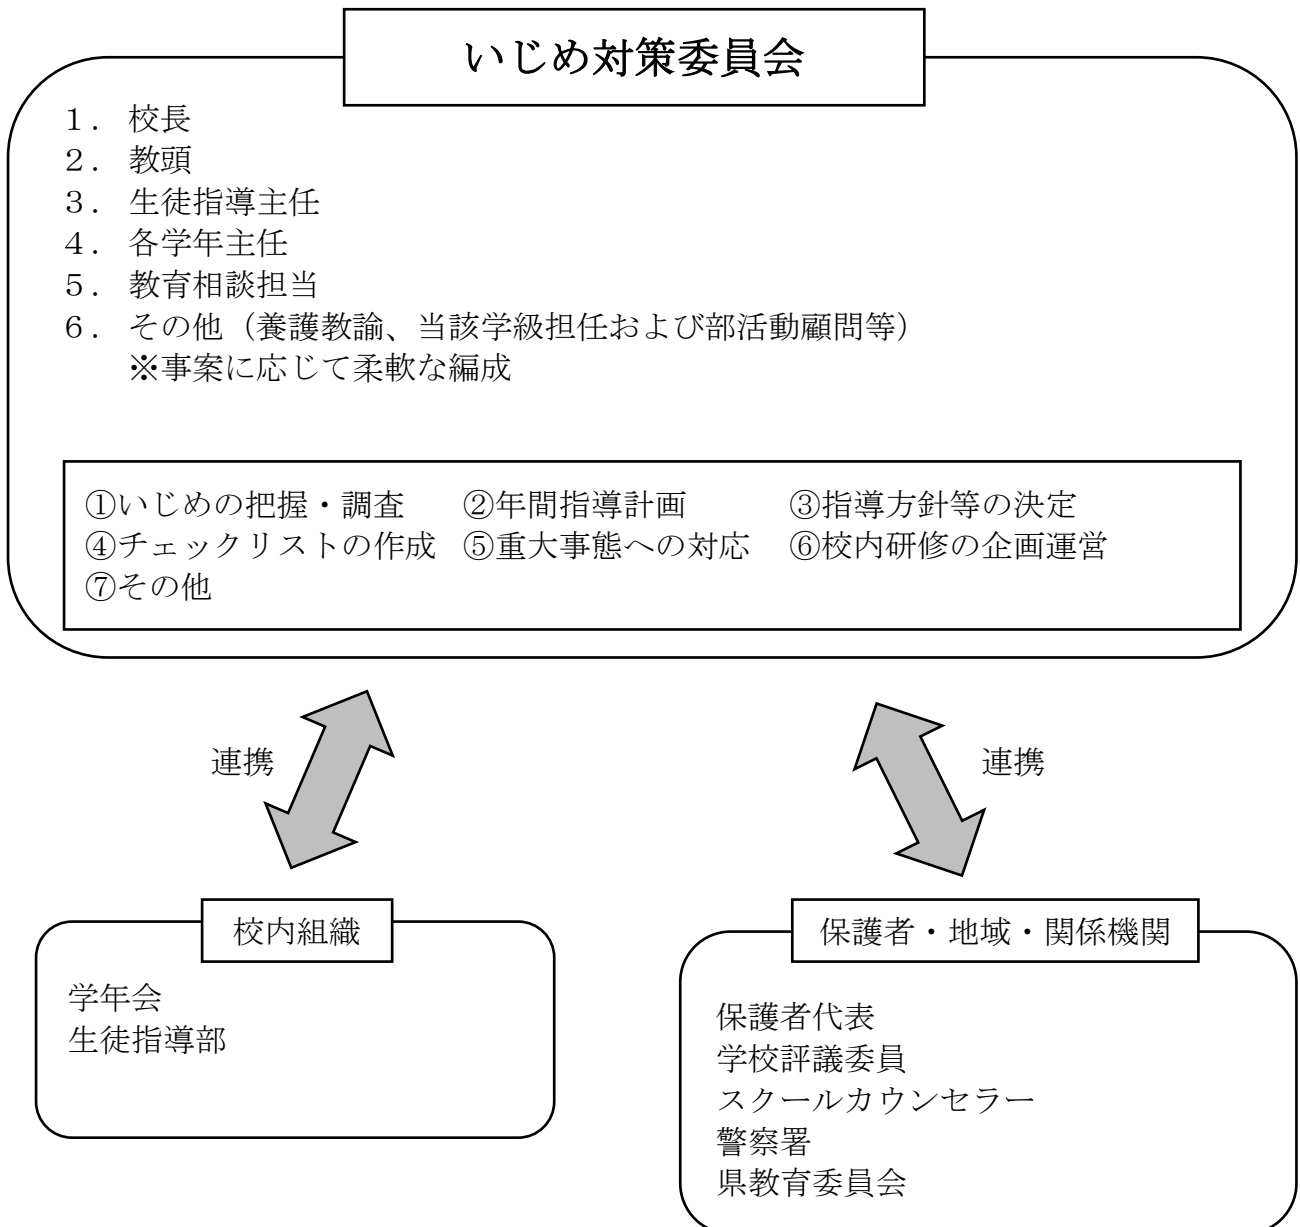 いじめ対策委員会
１．校長
２．教頭
３．生徒指導主任
４．各学年主任
５．教育相談担当
６．その他（養護教諭、当該学級担任および部活動顧問等）
※事案に応じて柔軟な編成
①いじめの把握・調査　②年間指導計画　③指導方針等の決定
④チェックリストの作成　⑤重大事態への対応　⑥校内研修の企画運営
⑦その他
連携
連携
校内組織
学年会
生徒指導部
保護者・地域・関係機関
保護者代表
学校評議委員
スクールカウンセラー
警察署
県教育委員会